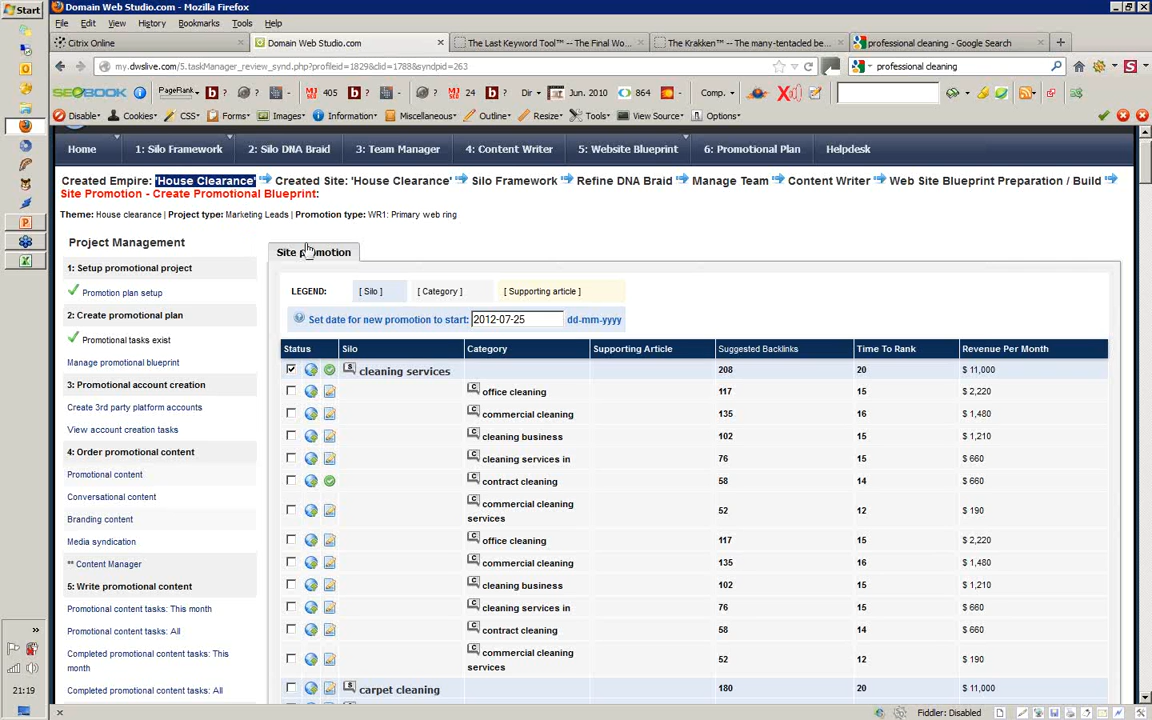 Start
Domain Web Studio.com - Mozilla Firefox
File Edit View History Bookmarks Tools Help
Citrix Online
Domain Web Studio.com
The Last Keyword Tool™ -- The Final Wo...
The Krakken™ -- The many-tentacled be...
professional cleaning - Google Search
my.dwslive.com/5.taskManager_review_synd.php?profileid=1829&clid=1788&syndpid=263
professional cleaning
SEOBOOK PageRank: ? 405 ? 24 ? Dir Jun. 2010 864 Comp.
Disable Cookies CSS Forms Images Information Miscellaneous Outline Resize Tools View Source Options
Home 1: Silo Framework 2: Silo DNA Braid 3: Team Manager 4: Content Writer 5: Website Blueprint 6: Promotional Plan Helpdesk
Created Empire: 'House Clearance' Created Site: 'House Clearance' Silo Framework Refine DNA Braid Manage Team Content Writer Web Site Blueprint Preparation / Build
Site Promotion - Create Promotional Blueprint:
Theme: House clearance | Project type: Marketing Leads | Promotion type: WR1: Primary web ring
Project Management
1: Setup promotional project
Promotion plan setup
2: Create promotional plan
Promotional tasks exist
Manage promotional blueprint
3: Promotional account creation
Create 3rd party platform accounts
View account creation tasks
4: Order promotional content
Promotional content
Conversational content
Branding content
Media syndication
** Content Manager
5: Write promotional content
Promotional content tasks: This month
Promotional content tasks: All
Completed promotional content tasks: This
month
Completed promotional content tasks: All
Site promotion
LEGEND: [ Silo ] [ Category ] [ Supporting article ]
Set date for new promotion to start: 2012-07-25 dd-mm-yyyy
Status Silo Category Supporting Article Suggested Backlinks Time To Rank Revenue Per Month
S cleaning services 208 20 $ 11,000
C office cleaning 117 15 $ 2,220
C commercial cleaning 135 16 $ 1,480
C cleaning business 102 15 $ 1,210
C cleaning services in 76 15 $ 660
C contract cleaning 58 14 $ 660
C commercial cleaning
services 52 12 $ 190
C office cleaning 117 15 $ 2,220
C commercial cleaning 135 16 $ 1,480
C cleaning business 102 15 $ 1,210
C cleaning services in 76 15 $ 660
C contract cleaning 58 14 $ 660
C commercial cleaning
services 52 12 $ 190
S carpet cleaning 180 20 $ 11,000
21:19
Fiddler: Disabled